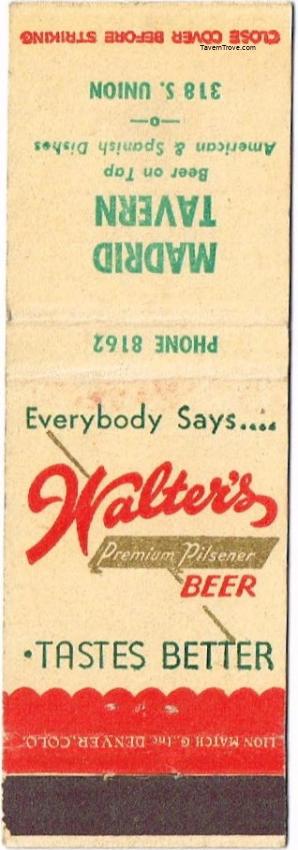 CLOSE COVER BEFORE STRIKING
TavernTrove.com
318 S. UNION
American & Spanish Dishes
Beer on Tap
MADRID
TAVERN
PHONE 8162
Everybody Says....
Walter's
Premium Pilsener
BEER
•TASTES BETTER
LION MATCH C., INC. DENVER, COLO.